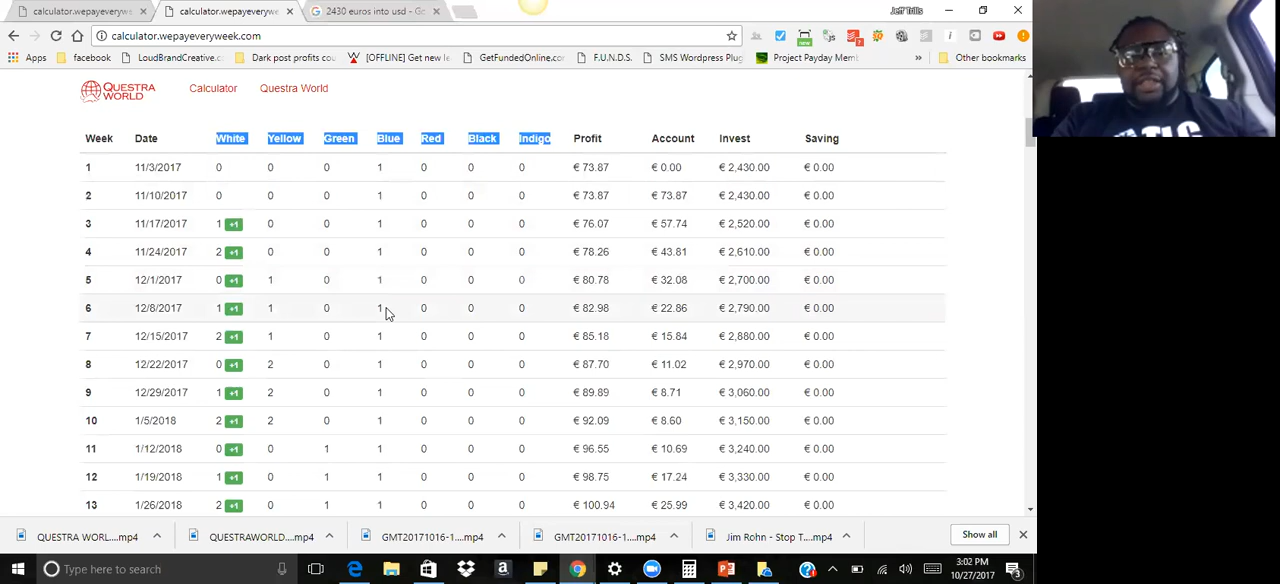 calculator.wepayeveryw
calculator.wepayeveryw
2430 euros into usd - Go
Jeff Trills
calculator.wepayeveryweek.com
new
7
Apps
facebook
LoudBrandCreative.c
Dark post profits cou
[OFFLINE] Get new le
GetFundedOnline.cor
F.U.N.D.S.
SMS Wordpress Plug
Project Payday Mem
»
Other bookmarks
QUESTRA WORLD
Calculator
Questra World
Week Date White Yellow Green Blue Red Black Indigo Profit Account Invest Saving
1 11/3/2017 0 0 0 1 0 0 0 € 73.87 € 0.00 € 2,430.00 € 0.00
2 11/10/2017 0 0 0 1 0 0 0 € 73.87 € 73.87 € 2,430.00 € 0.00
3 11/17/2017 1 +1 0 0 1 0 0 0 € 76.07 € 57.74 € 2,520.00 € 0.00
4 11/24/2017 2 +1 0 0 1 0 0 0 € 78.26 € 43.81 € 2,610.00 € 0.00
5 12/1/2017 0 +1 1 0 1 0 0 0 € 80.78 € 32.08 € 2,700.00 € 0.00
6 12/8/2017 1 +1 1 0 1 0 0 0 € 82.98 € 22.86 € 2,790.00 € 0.00
7 12/15/2017 2 +1 1 0 1 0 0 0 € 85.18 € 15.84 € 2,880.00 € 0.00
8 12/22/2017 0 +1 2 0 1 0 0 0 € 87.70 € 11.02 € 2,970.00 € 0.00
9 12/29/2017 1 +1 2 0 1 0 0 0 € 89.89 € 8.71 € 3,060.00 € 0.00
10 1/5/2018 2 +1 2 0 1 0 0 0 € 92.09 € 8.60 € 3,150.00 € 0.00
11 1/12/2018 0 +1 0 1 1 0 0 0 € 96.55 € 10.69 € 3,240.00 € 0.00
12 1/19/2018 1 +1 0 1 1 0 0 0 € 98.75 € 17.24 € 3,330.00 € 0.00
13 1/26/2018 2 +1 0 1 1 0 0 0 € 100.94 € 25.99 € 3,420.00 € 0.00
QUESTRA WORL....mp4
QUESTRAWORLD....mp4
GMT20171016-1....mp4
GMT20171016-1....mp4
Jim Rohn - Stop T....mp4
Show all
Type here to search
3:02 PM
10/27/2017
3